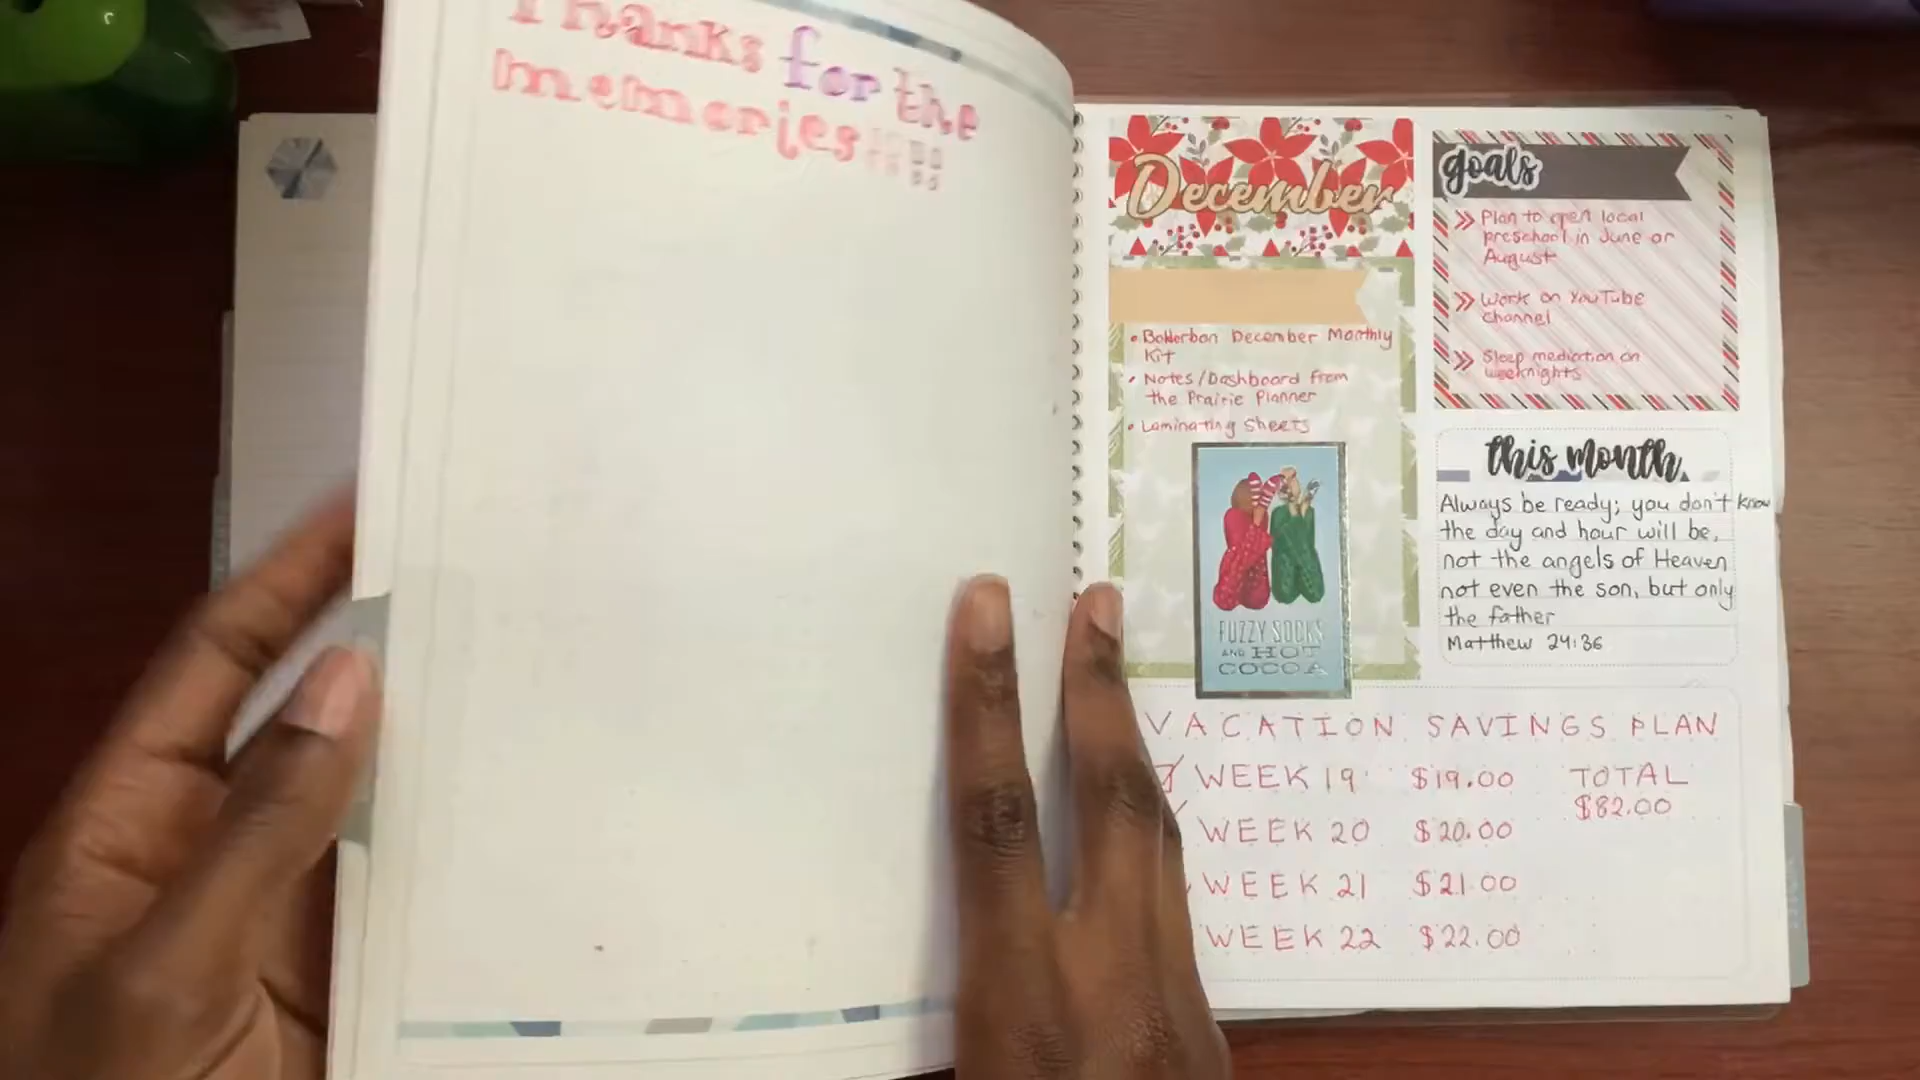 Thanks for the
memories
December
• Bowerbon December Monthly
Kit
• Notes/Dashboard from
the Prairie Planner
• Laminating Sheets
FUZZY SOCKS
AND HOT
COCOA
goals
Plan to open local
preschool in June or
August
Work on YouTube
channel
Sleep medication on
weeknights
this month
Always be ready; you don't know
the day and hour will be,
not the angels of Heaven
not even the son, but only
the father
Matthew 24:36
VACATION SAVINGS PLAN
WEEK 19 $19.00 TOTAL
$82.00
WEEK 20 $20.00
WEEK 21 $21.00
WEEK 22 $22.00